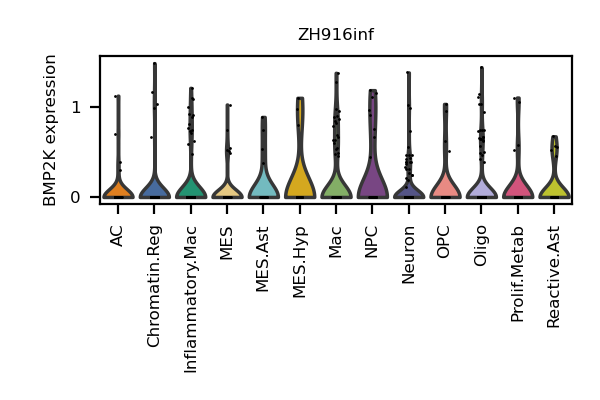 ZH916inf
BMP2K expression
1
0
AC
Chromatin.Reg
Inflammatory.Mac
MES
MES.Ast
MES.Hyp
Mac
NPC
Neuron
OPC
Oligo
Prolif.Metab
Reactive.Ast